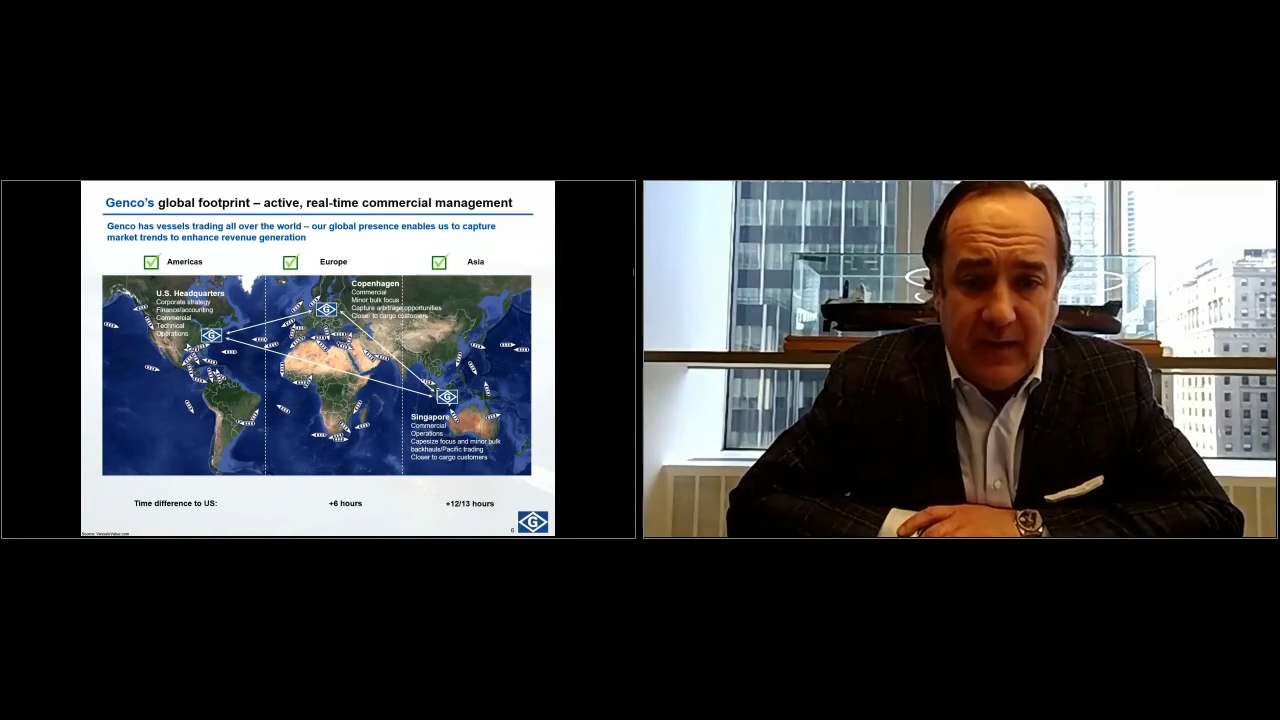 Genco's global footprint – active, real-time commercial management
Genco has vessels trading all over the world – our global presence enables us to capture
market trends to enhance revenue generation
Americas
Europe
Asia
U.S. Headquarters
Corporate strategy
Finance/accounting
Commercial
Technical
Operations
Copenhagen
Commercial
Minor bulk focus
Capture arbitrage opportunities
Closer to cargo customers
Singapore
Commercial
Operations
Capesize focus and minor bulk
backhauls/Pacific trading
Closer to cargo customers
G
G
G
Time difference to US:
+6 hours
+12/13 hours
Source: VesselsValue.com
6
G